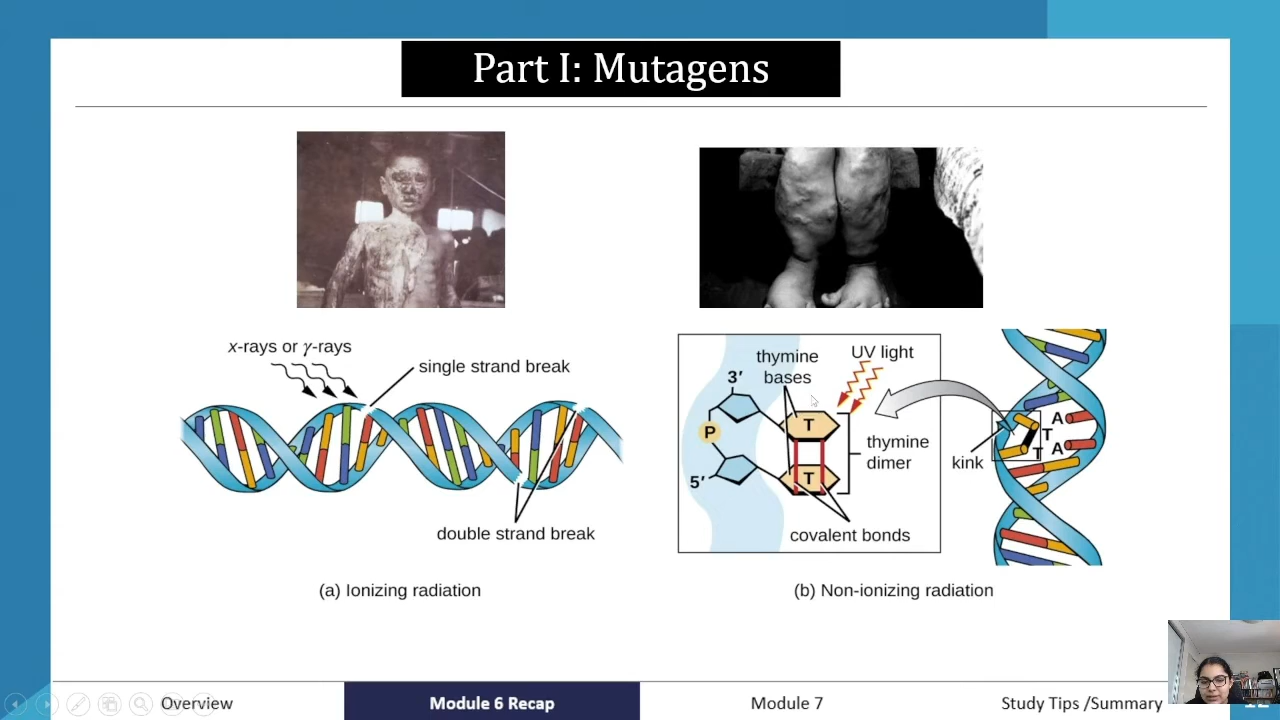 Part I: Mutagens
x-rays or γ-rays
single strand break
double strand break
(a) Ionizing radiation
thymine
bases
UV light
3′
P
T
thymine
dimer
5′
T
covalent bonds
kink
A
T
A
T
(b) Non-ionizing radiation
Overview
Module 6 Recap
Module 7
Study Tips /Summary
12